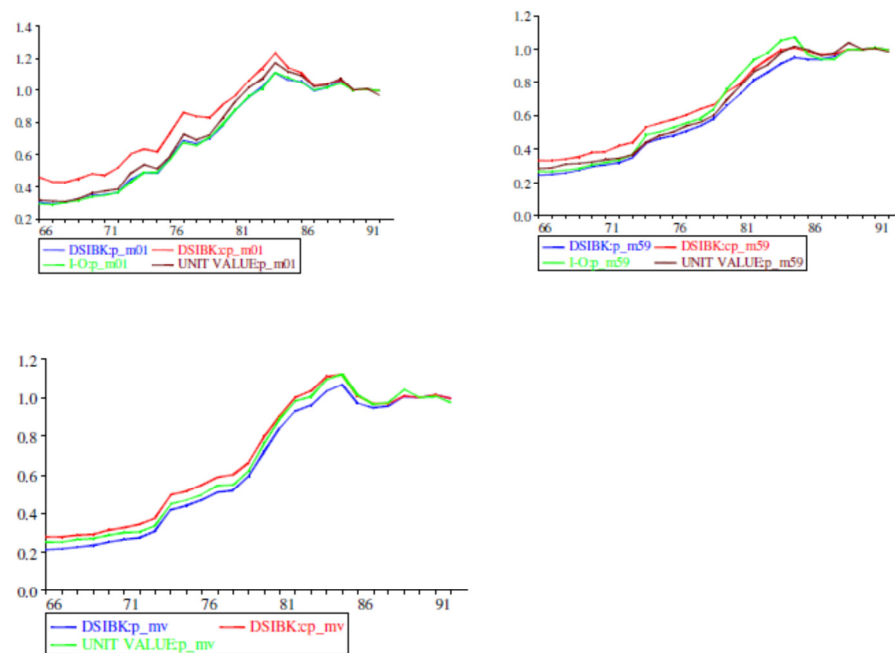 1.4
1.2
1.0
0.8
0.6
0.4
0.2
66 71 76 81 86 91
DSIBK:p_m01 DSIBK:cp_m01
I-O:p_m01 UNIT VALUE:p_m01
1.2
1.0
0.8
0.6
0.4
0.2
0.0
66 71 76 81 86 91
DSIBK:p_m59 DSIBK:cp_m59
I-O:p_m59 UNIT VALUE:p_m59
1.2
1.0
0.8
0.6
0.4
0.2
0.0
66 71 76 81 86 91
DSIBK:p_mv DSIBK:cp_mv
UNIT VALUE:p_mv